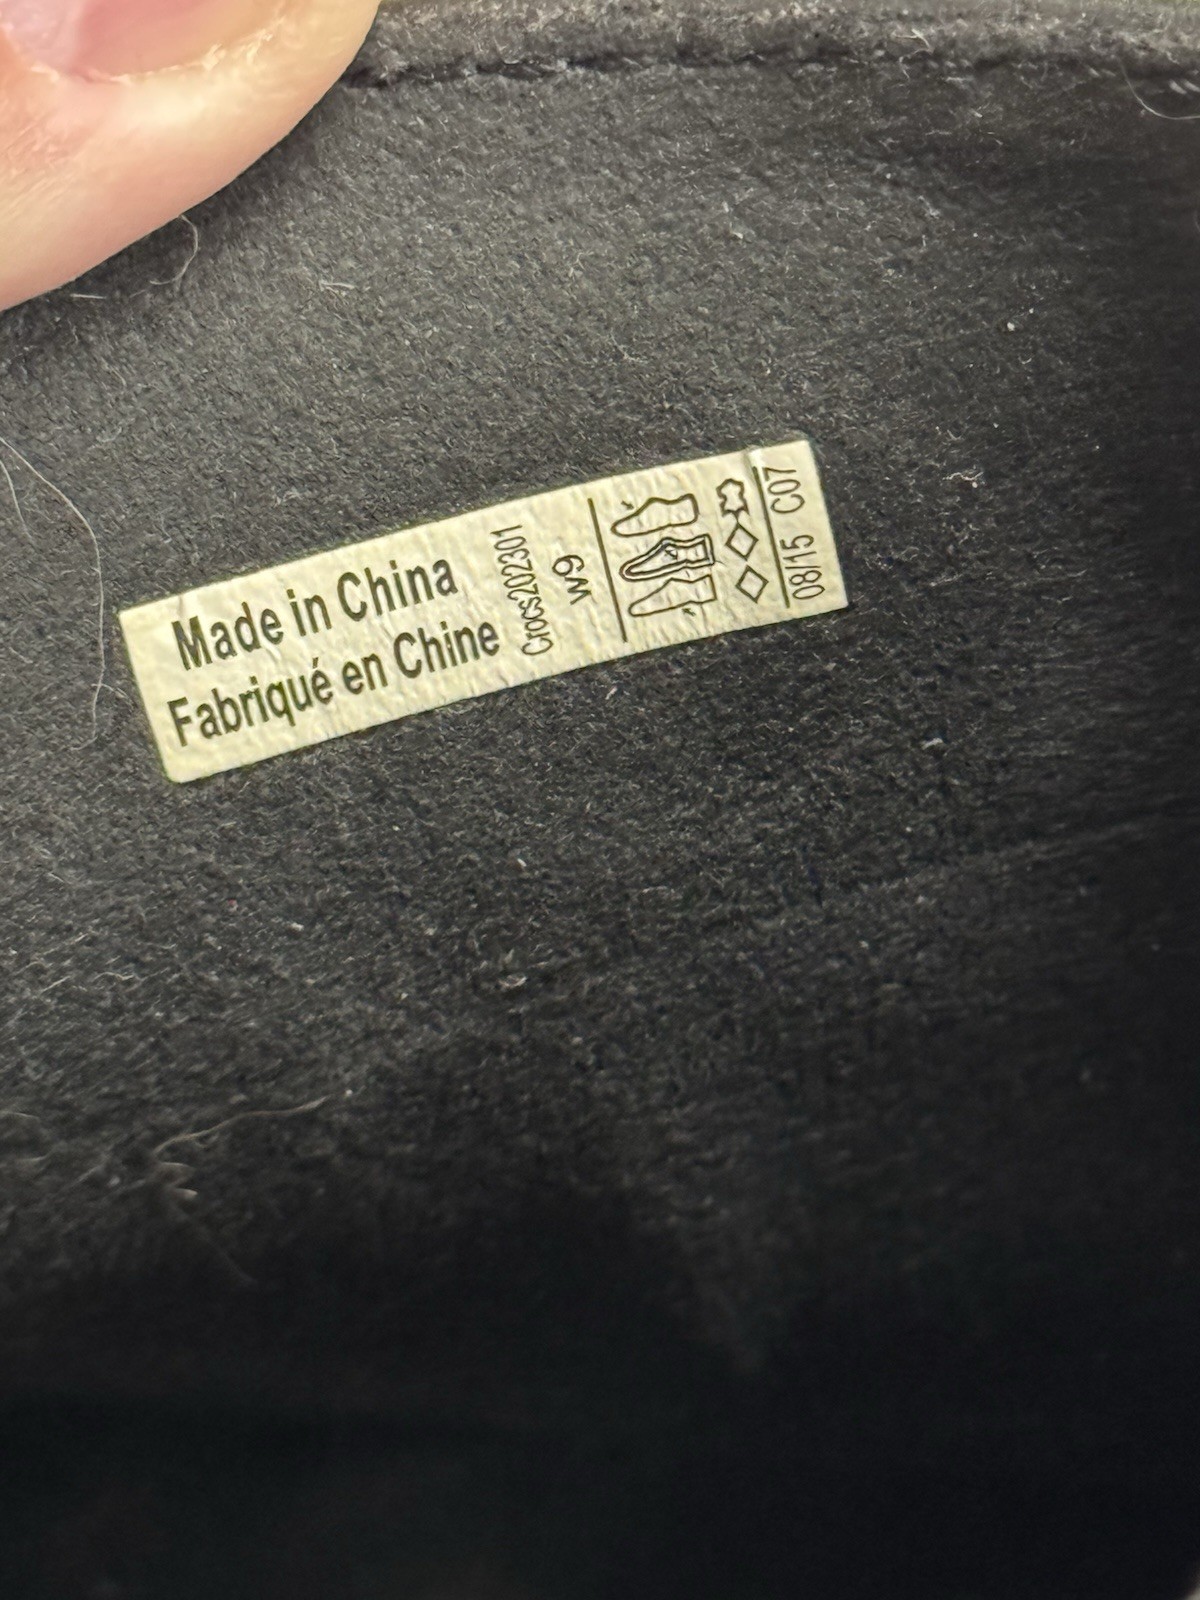 Made in China
Fabriqué en Chine
Crocs202301
W9
08/15 C07